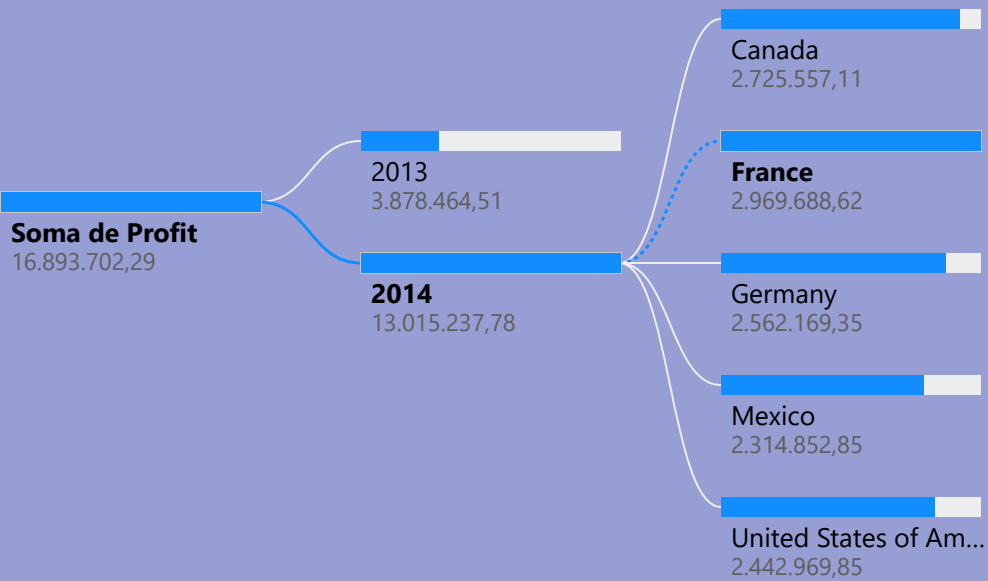 Soma de Profit
16.893.702,29
2013
3.878.464,51
2014
13.015.237,78
Canada
2.725.557,11
France
2.969.688,62
Germany
2.562.169,35
Mexico
2.314.852,85
United States of Am...
2.442.969,85